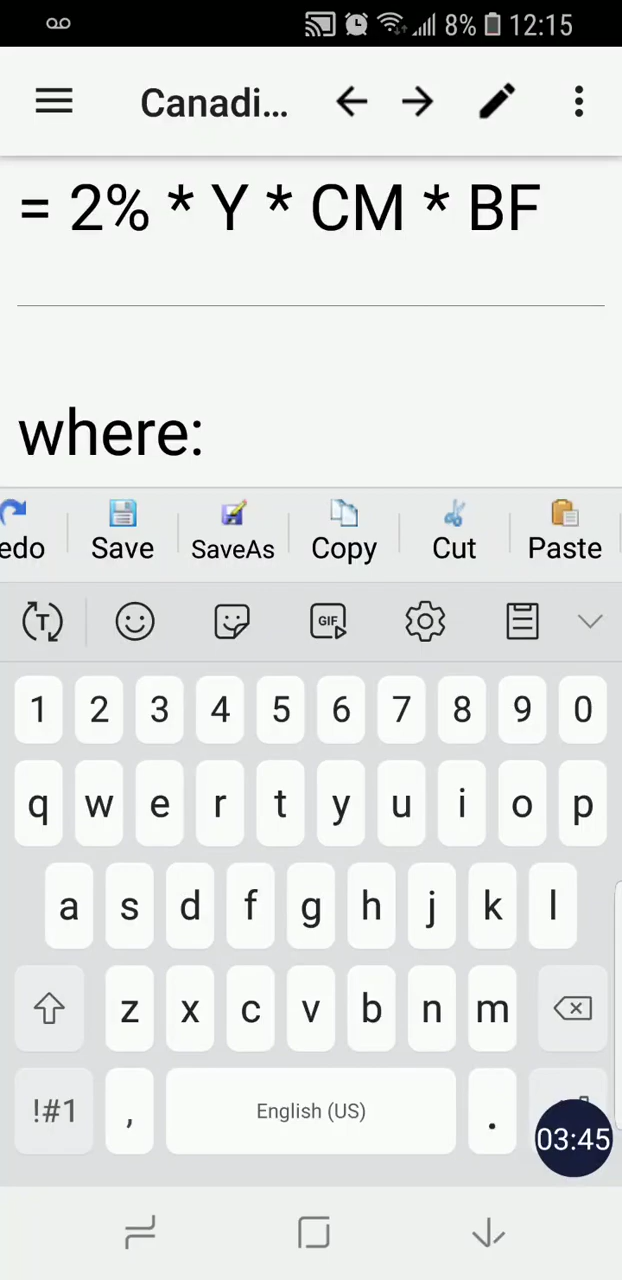 8% 12:15
Canadi...
= 2% * Y * CM * BF
where:
edo Save SaveAs Copy Cut Paste
T GIF
1 2 3 4 5 6 7 8 9 0
q w e r t y u i o p
a s d f g h j k l
z x c v b n m
!#1 , English (US) .
03:45